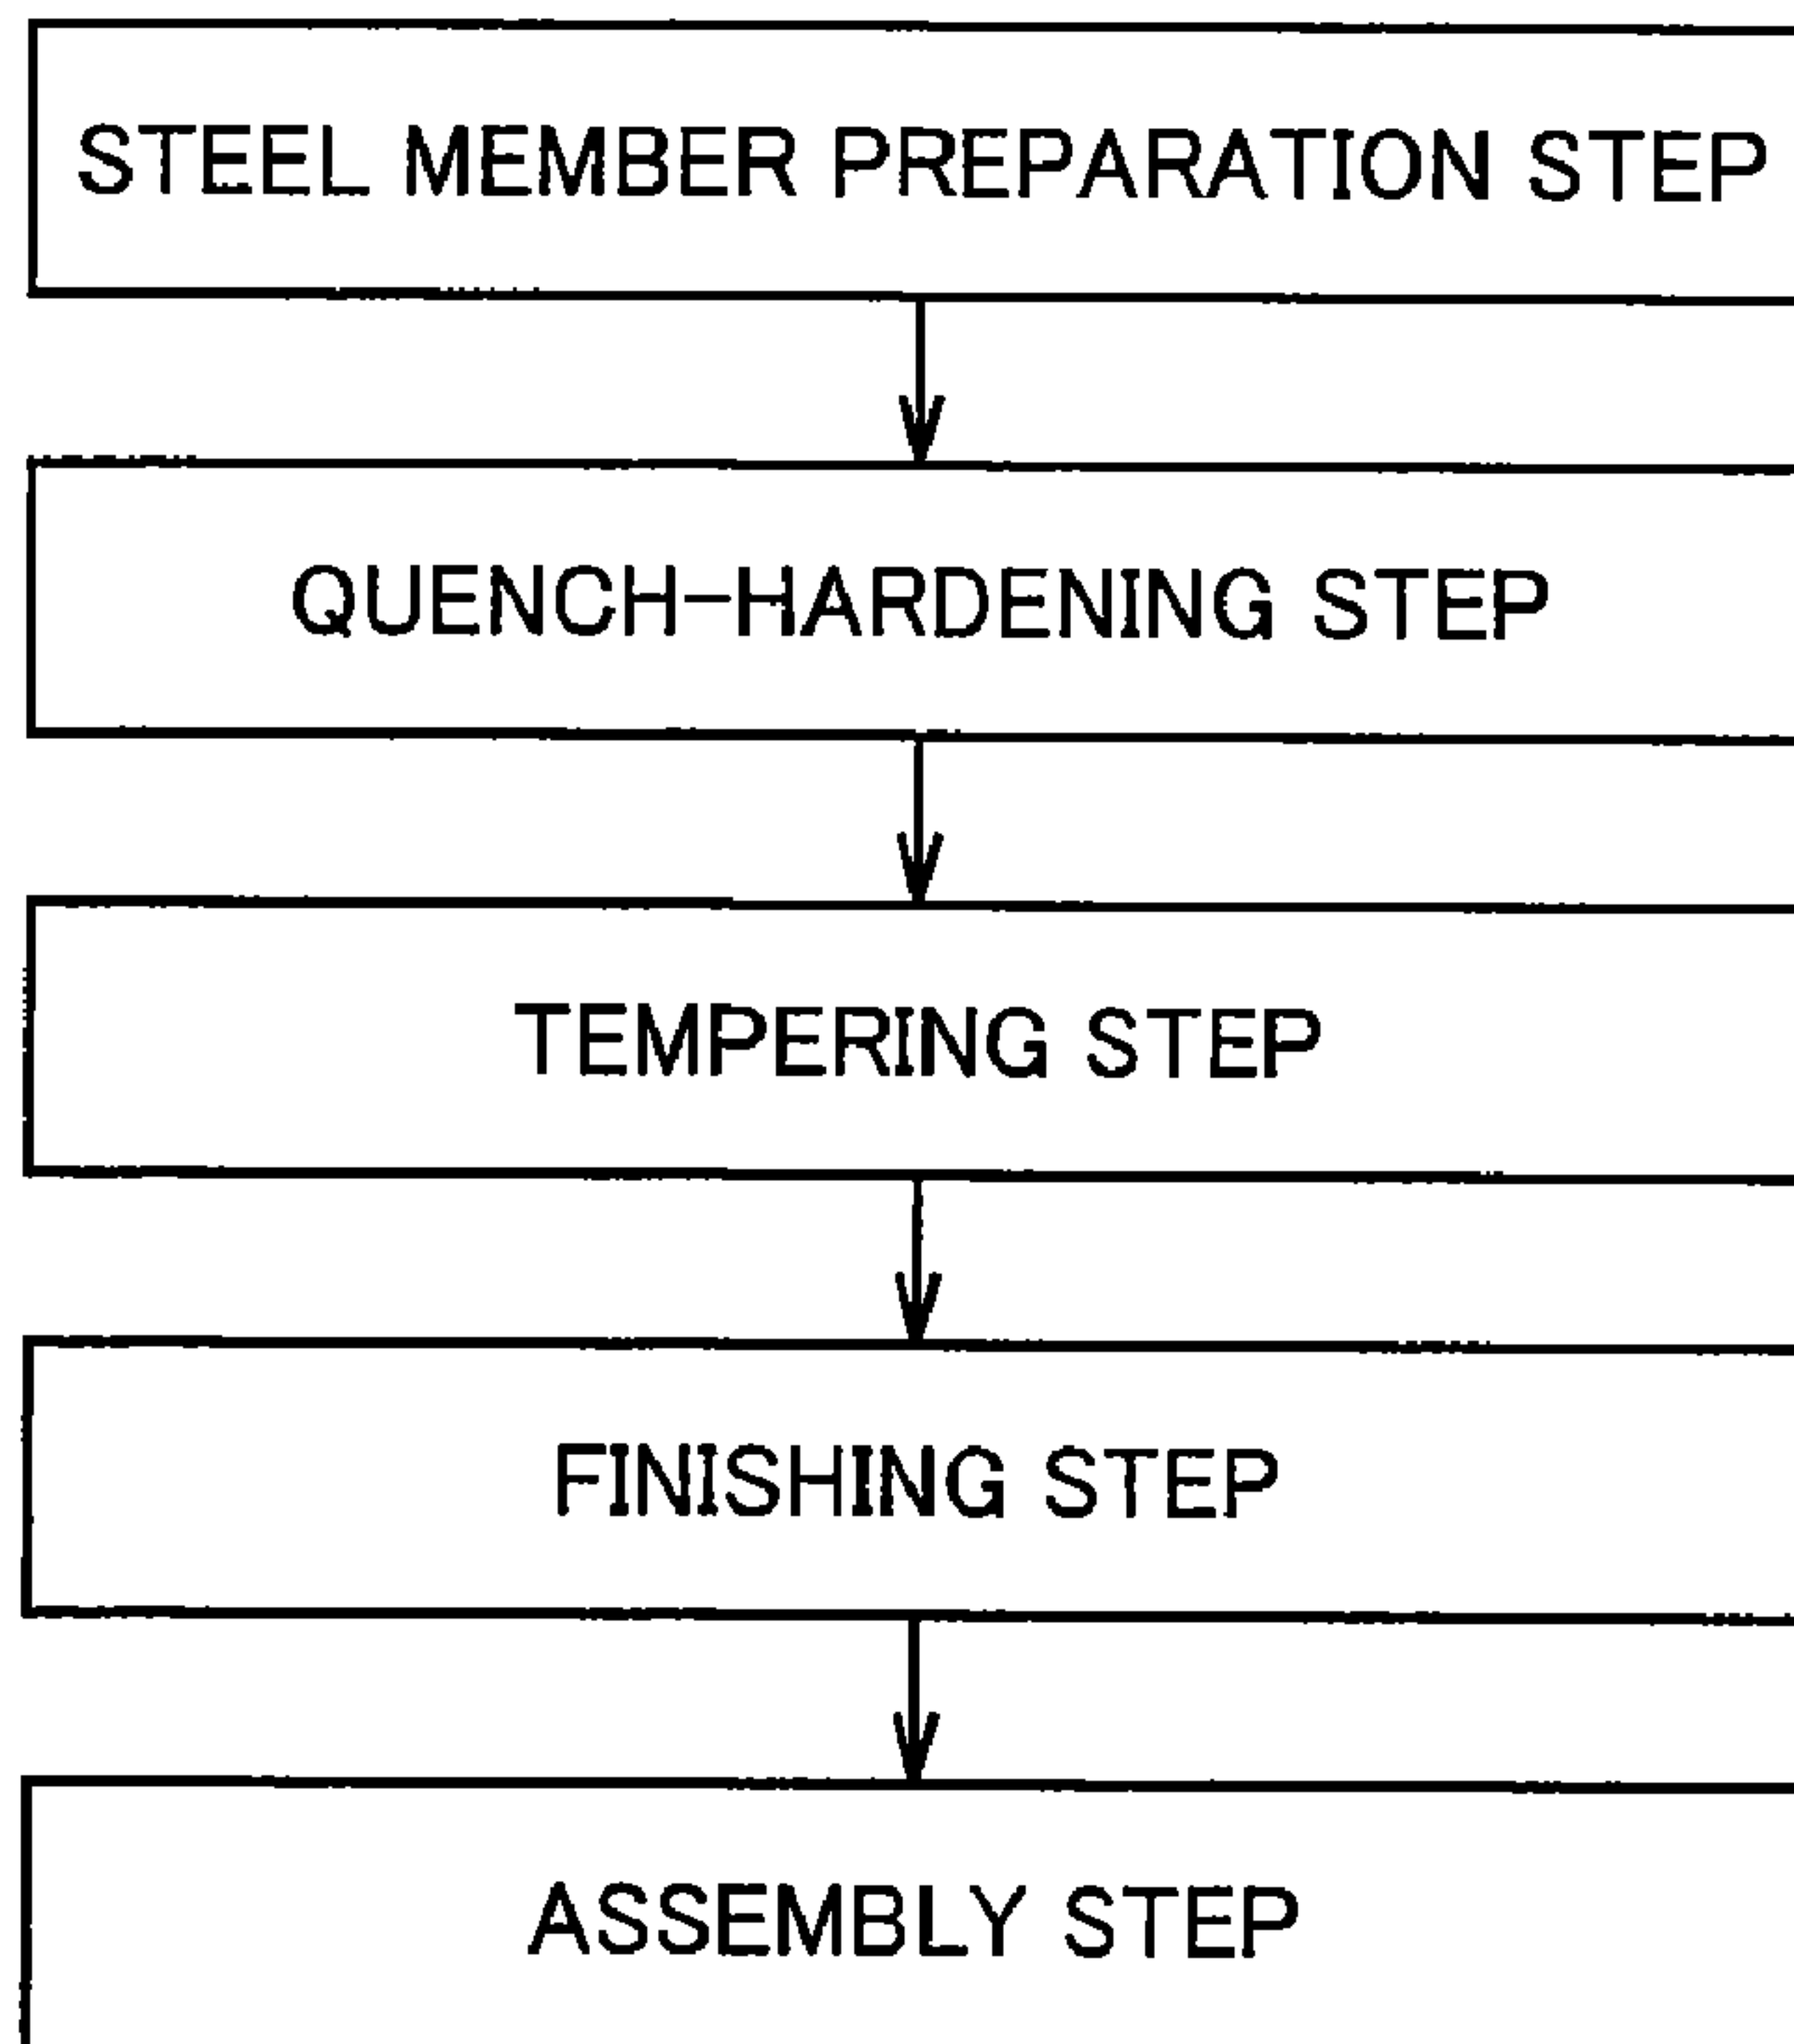 STEEL MEMBER PREPARATION STEP
QUENCH-HARDENING STEP
TEMPERING STEP
FINISHING STEP
ASSEMBLY STEP